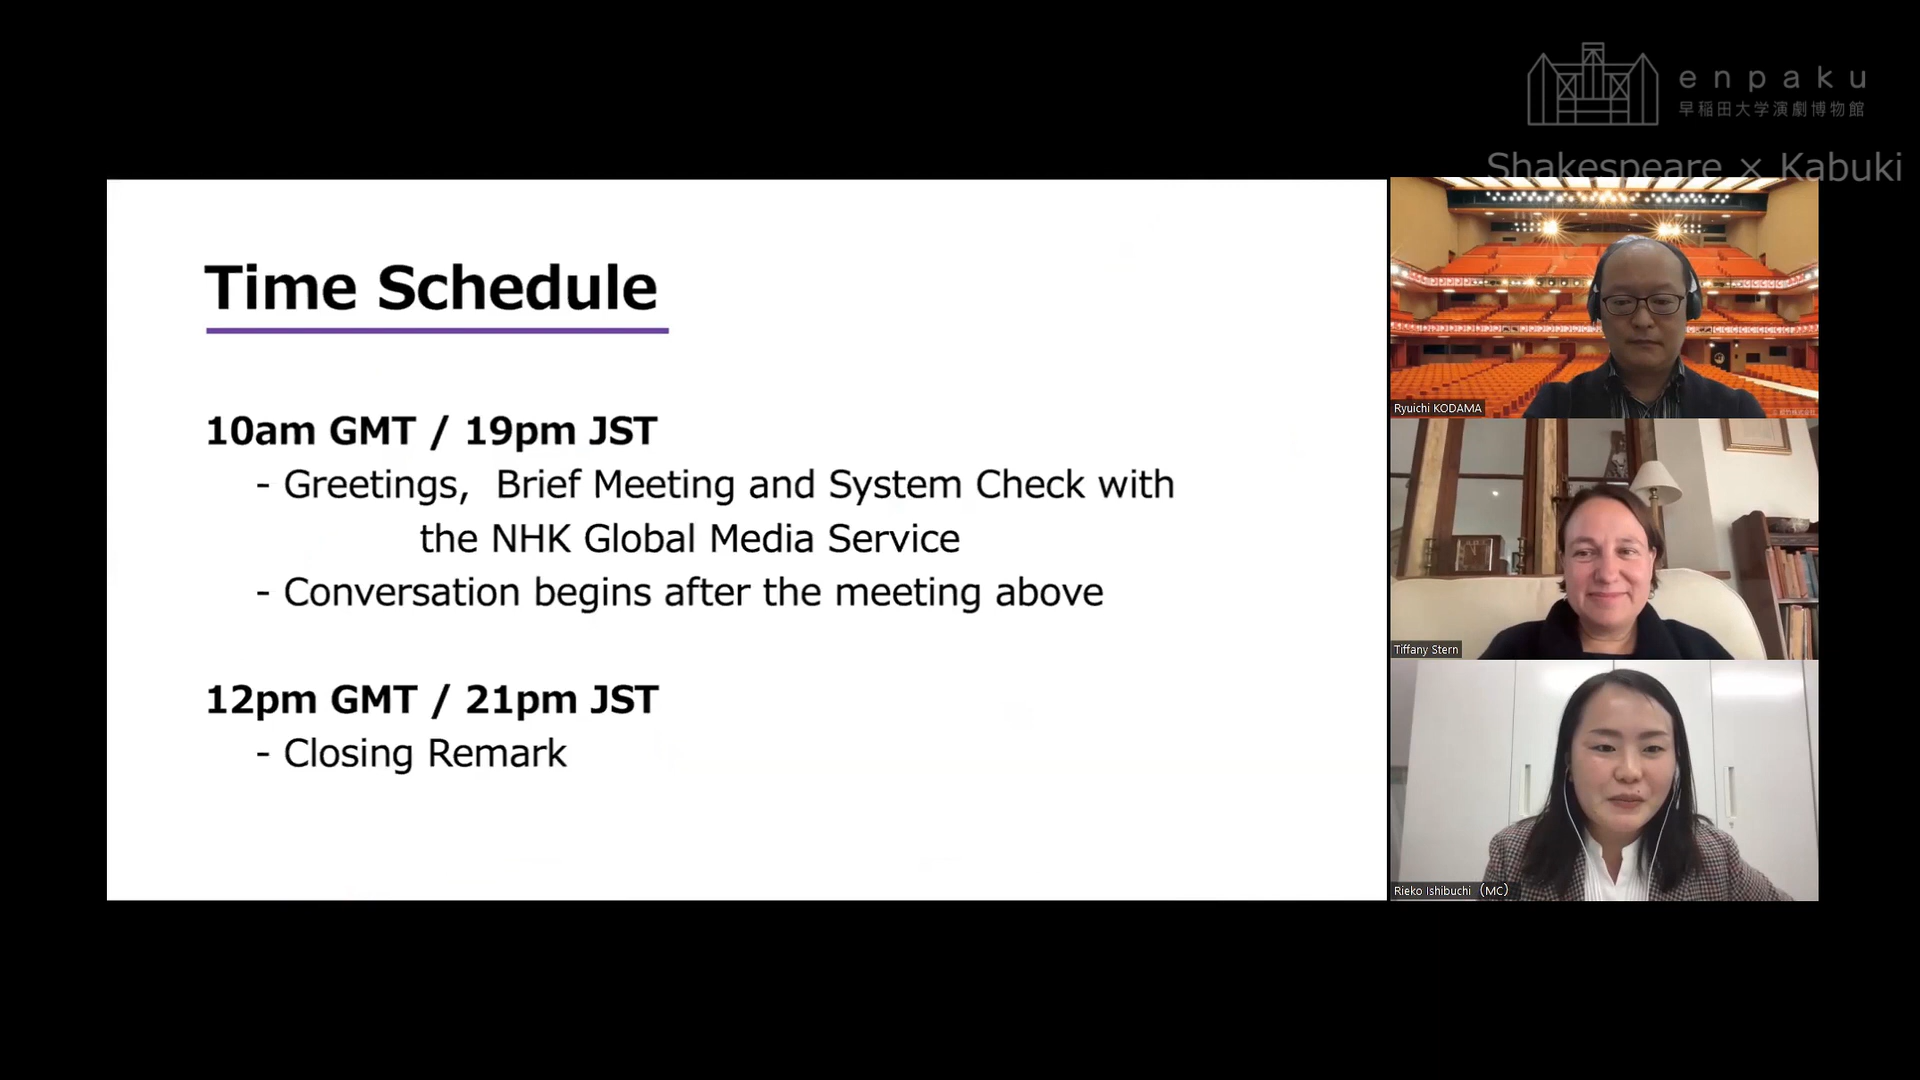 enpaku
早稲田大学演劇博物館
Shakespeare × Kabuki
Time Schedule
10am GMT / 19pm JST
- Greetings, Brief Meeting and System Check with
the NHK Global Media Service
- Conversation begins after the meeting above
12pm GMT / 21pm JST
- Closing Remark
Ryuichi KODAMA
Tiffany Stern
Rieko Ishibuchi （MC）